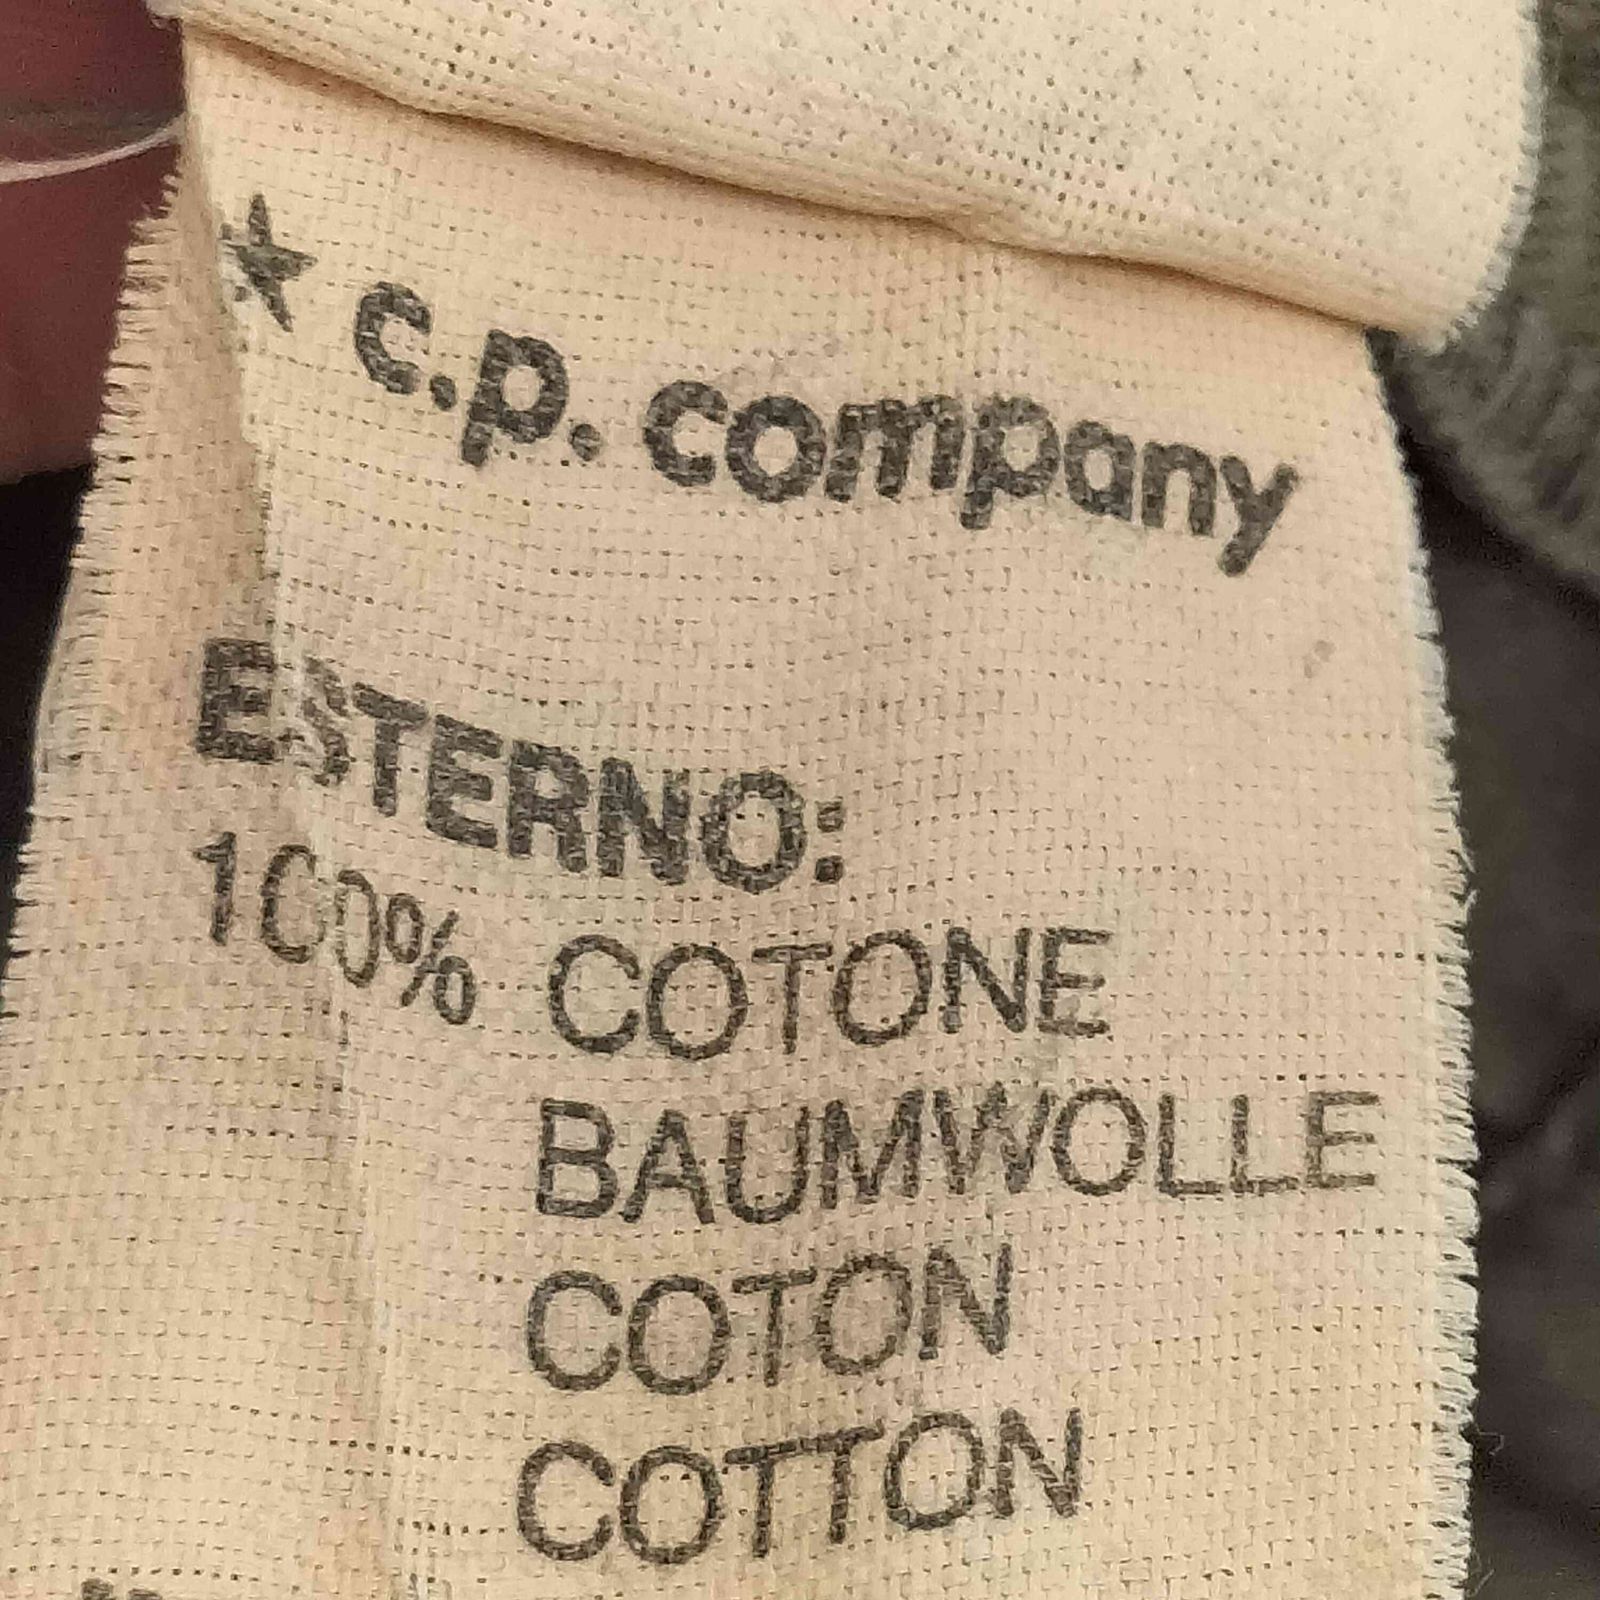 ★ c.p. company
ESTERNO:
100% COTONE
BAUMWOLLE
COTON
COTTON